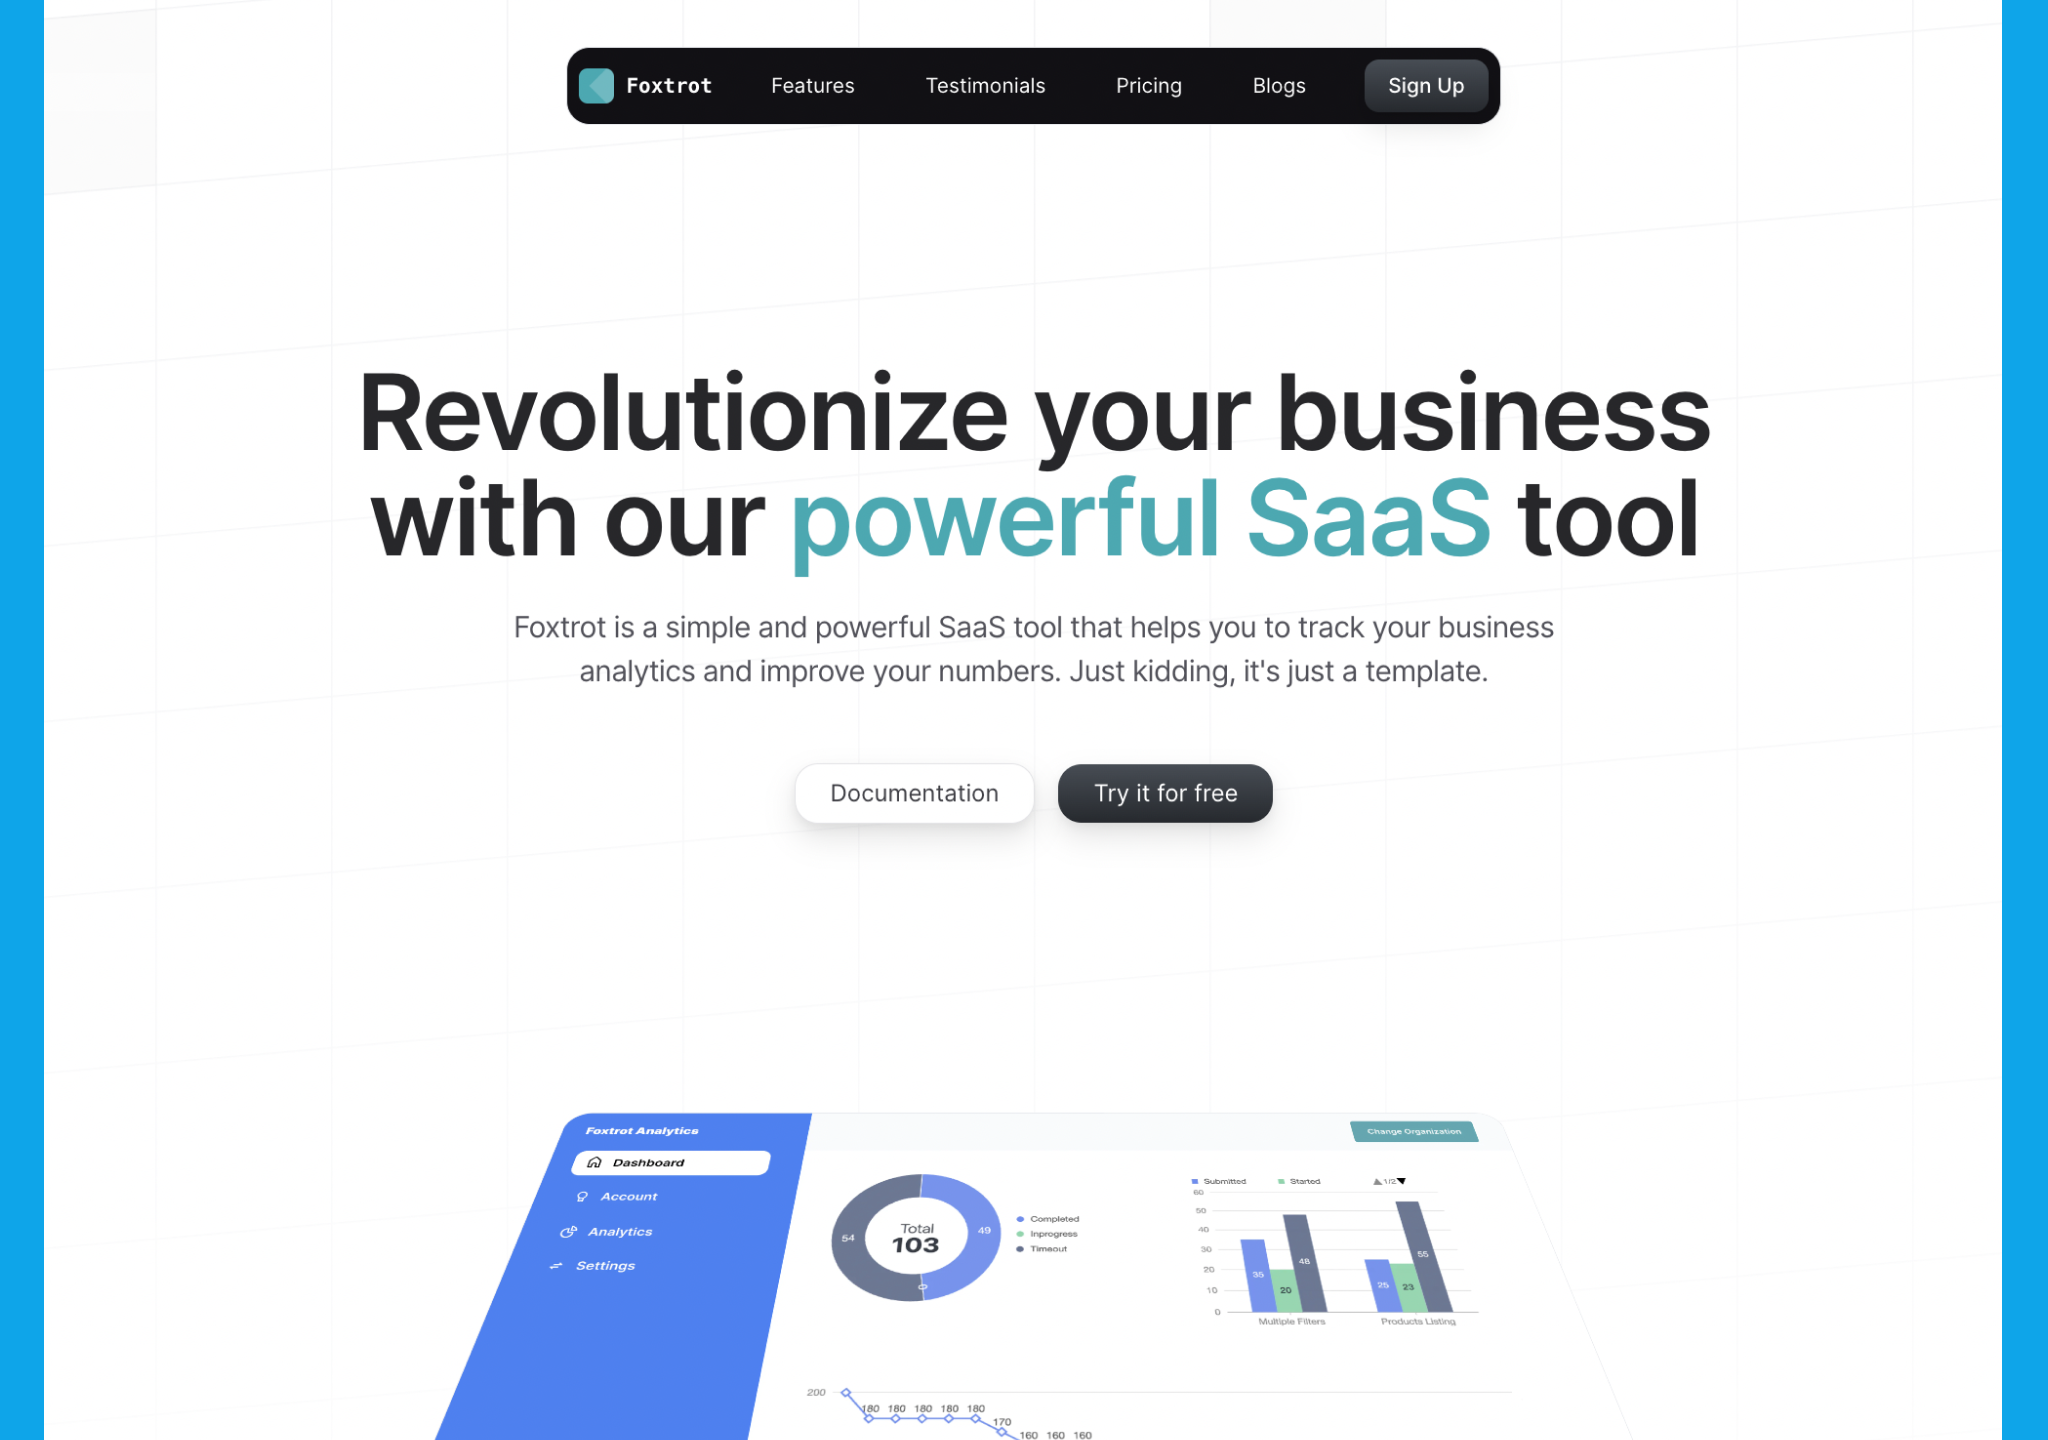 Foxtrot
Features
Testimonials
Pricing
Blogs
Sign Up
Revolutionize your business
with our powerful SaaS tool
Foxtrot is a simple and powerful SaaS tool that helps you to track your business
analytics and improve your numbers. Just kidding, it's just a template.
Documentation
Try it for free
Foxtrot Analytics
Change Organization
Dashboard
Account
Analytics
Settings
Total
103
54
49
0
Completed
Inprogress
Timeout
Submitted
Started
1/2
60
50
40
30
20
10
0
35
20
48
25
23
55
Multiple Filters
Products Listing
200
180 180 180 180 180
170
160 160 160